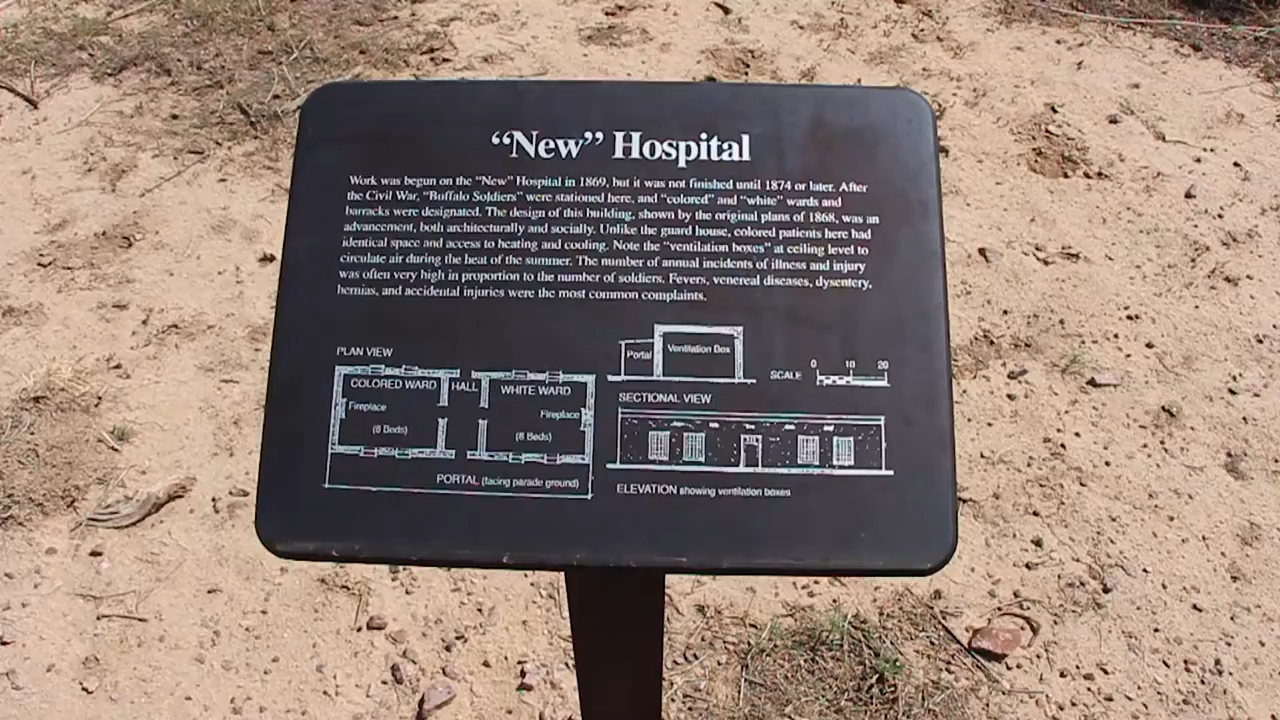 “New” Hospital
Work was begun on the “New” Hospital in 1869, but it was not finished until 1874 or later. After
the Civil War, “Buffalo Soldiers” were stationed here, and “colored” and “white” wards and
barracks were designated. The design of this building, shown by the original plans of 1868, was an
advancement, both architecturally and socially. Unlike the guard house, colored patients here had
identical space and access to heating and cooling. Note the “ventilation boxes” at ceiling level to
circulate air during the heat of the summer. The number of annual incidents of illness and injury
was often very high in proportion to the number of soldiers. Fevers, venereal diseases, dysentery,
hernias, and accidental injuries were the most common complaints.
PLAN VIEW
COLORED WARD HALL WHITE WARD
Fireplace Fireplace
(8 Beds) (8 Beds)
PORTAL (facing parade ground)
Portal Ventilation Box
SCALE 0 10 20
SECTIONAL VIEW
ELEVATION showing ventilation boxes